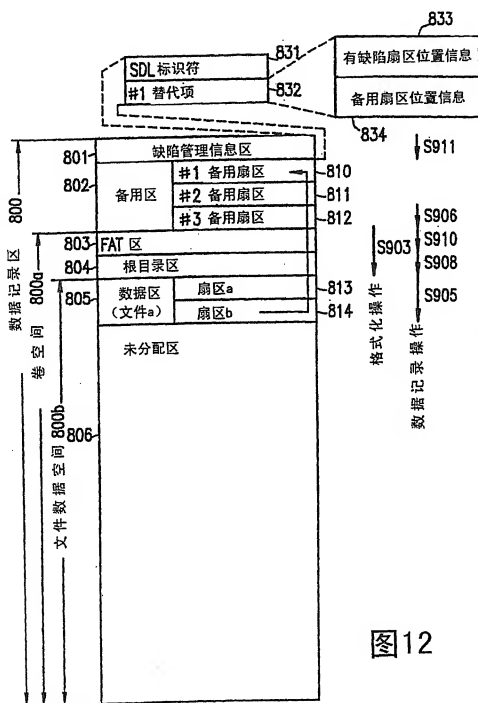 833
831
SDL 标识符
有缺陷扇区位置信息
832
#1 替代项
备用扇区位置信息
834
801
缺陷管理信息区
S911
802
备用区
#1 备用扇区
810
#2 备用扇区
811
#3 备用扇区
812
S906
803
FAT 区
S903
S910
804
根目录区
S908
805
数据区
(文件a)
扇区a
813
扇区b
814
S905
未分配区
806
800
数据记录区
800a
卷空间
800b
文件数据空间
格式化操作
数据记录操作
图12